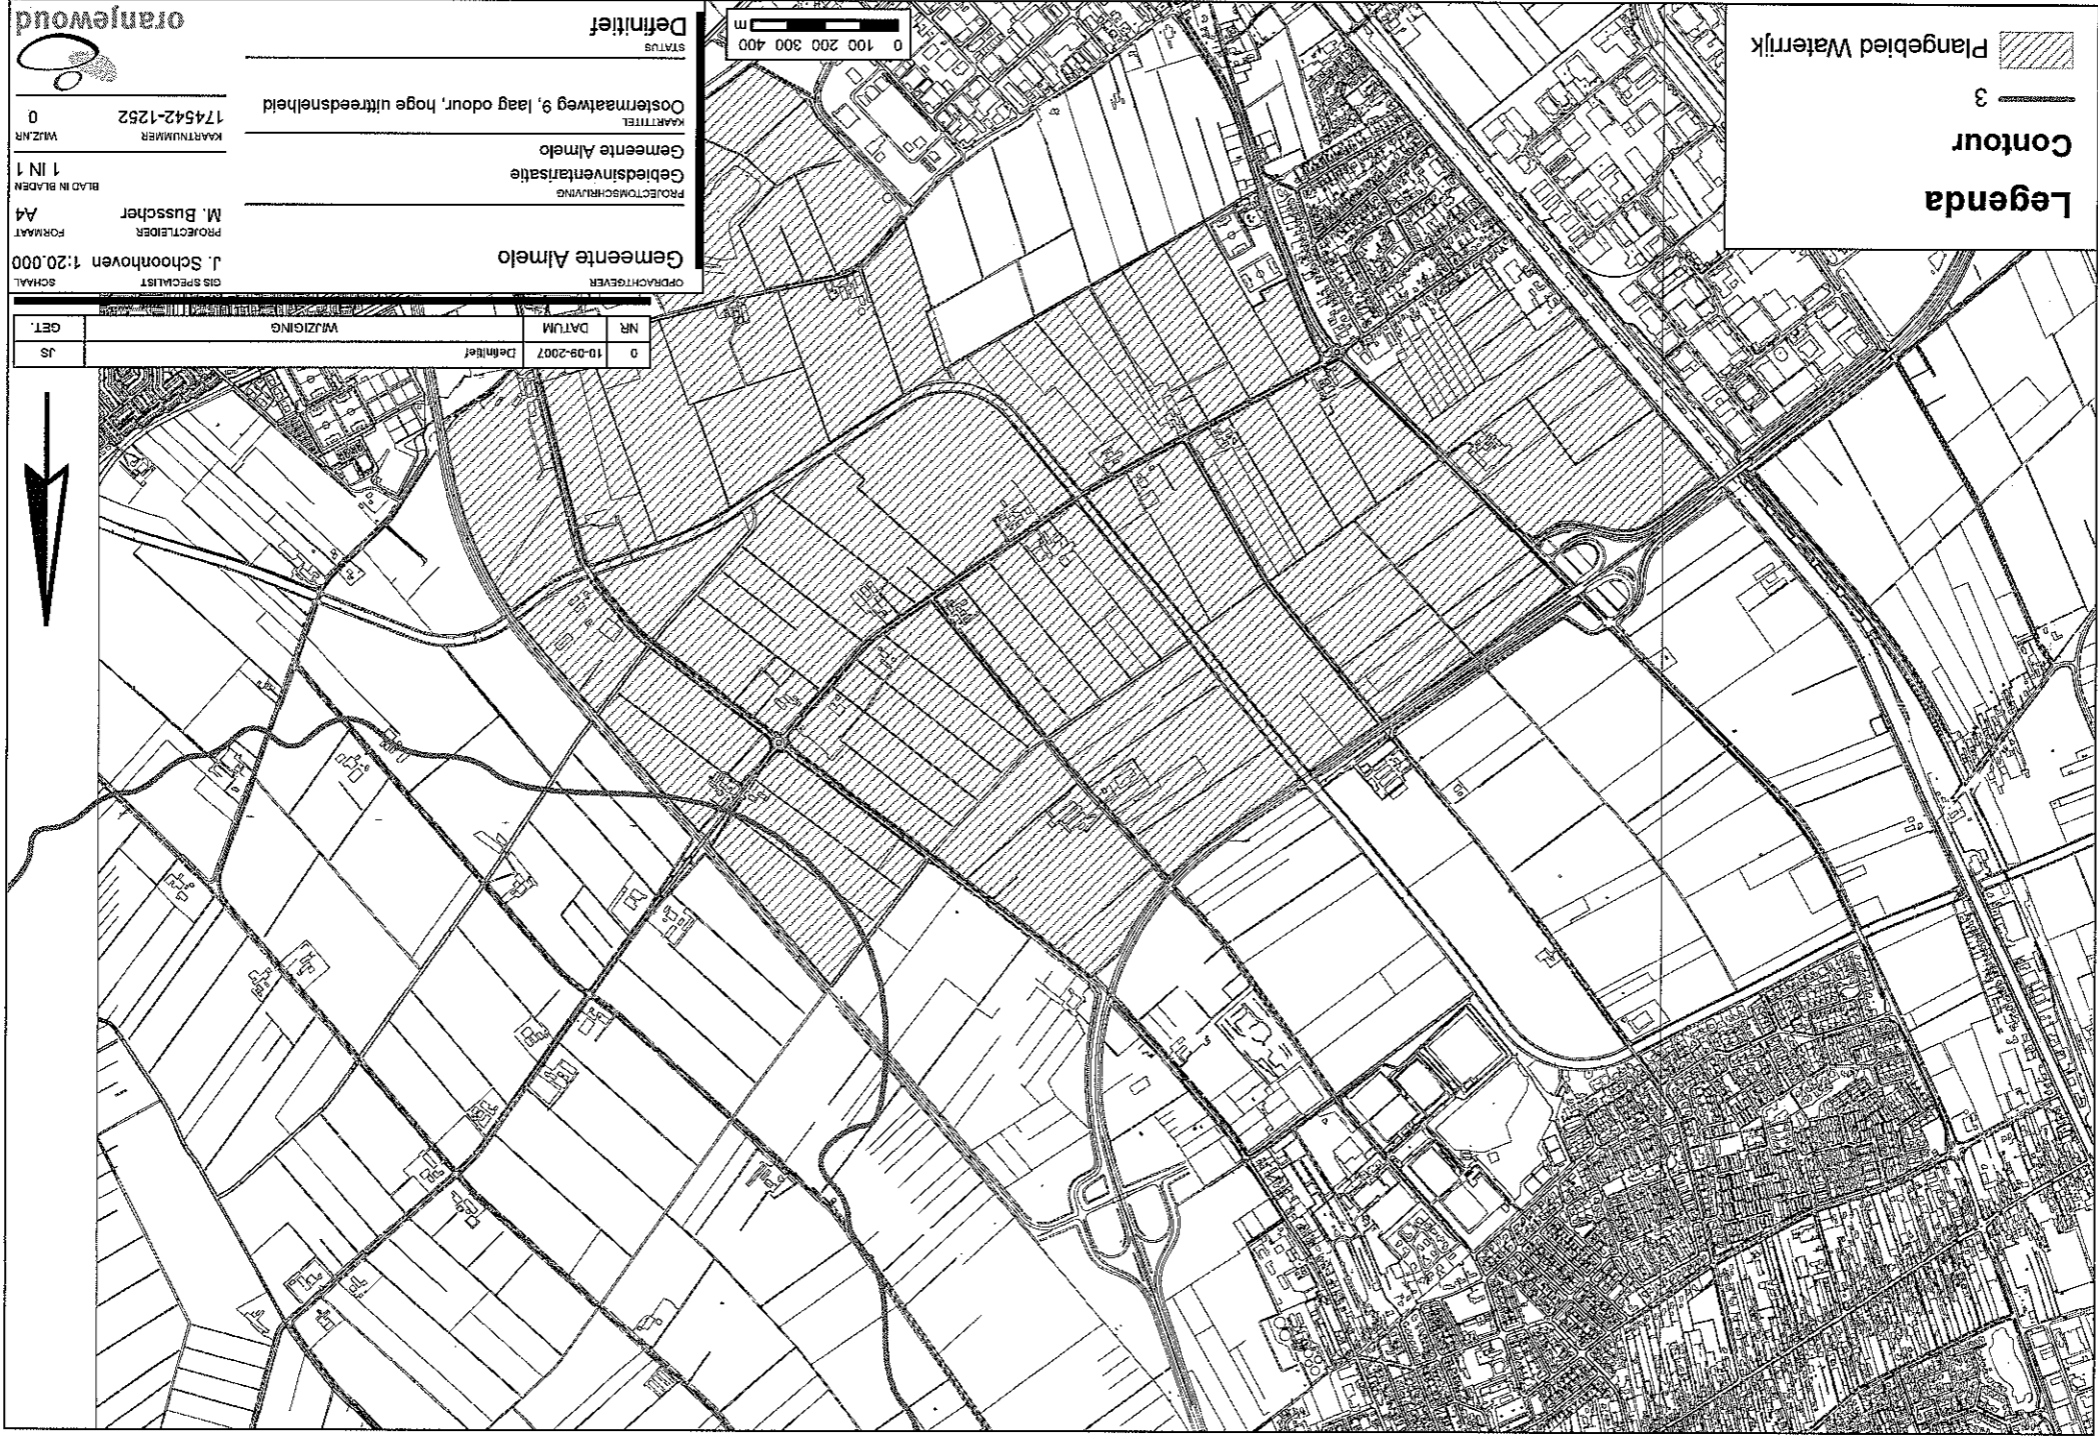 Legenda
Contour
3
Plangebied Waterrijk
0 100 200 300 400
m
NR DATUM WIJZIGING GET.
0 10-09-2007 Definitief JS
OPDRACHTGEVER
Gemeente Almelo
PROJECTOMSCHRIJVING
Gebiedsinventarisatie
Gemeente Almelo
KAARTTITEL
Oostermaatweg 9, laag odour, hoge uittreedsnelheid
STATUS
Definitief
GIS SPECIALIST SCHAAL
J. Schoonhoven 1:20.000
PROJECTLEIDER FORMAAT
M. Busscher A4
BLAD IN BLADEN
1 IN 1
KAARTNUMMER WIJZ.NR
174542-1252 0
oranjewoud